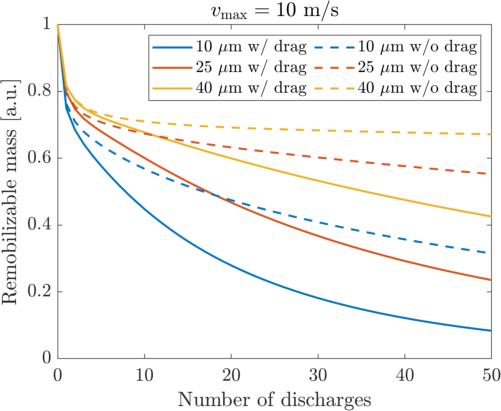 v_max = 10 m/s
10 μm w/ drag 10 μm w/o drag
25 μm w/ drag 25 μm w/o drag
40 μm w/ drag 40 μm w/o drag
Remobilizable mass [a.u.]
1
0.8
0.6
0.4
0.2
0
0 10 20 30 40 50
Number of discharges